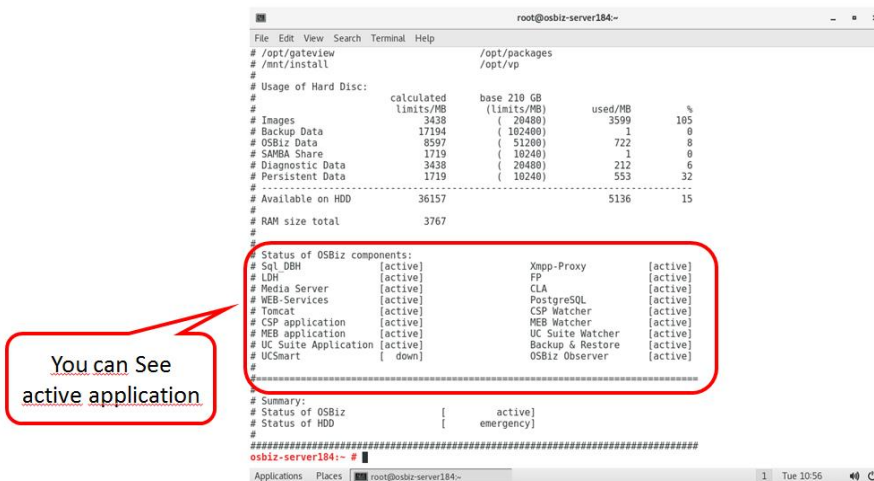 root@osbiz-server184:~
File Edit View Search Terminal Help
# /opt/gateview /opt/packages
# /mnt/install /opt/vp
#
# Usage of Hard Disc:
# calculated base 210 GB
# limits/MB (limits/MB) used/MB %
# Images 3438 ( 20480) 3599 105
# Backup Data 17194 ( 102400) 1 0
# OSBiz Data 8597 ( 51200) 722 8
# SAMBA Share 1719 ( 10240) 1 0
# Diagnostic Data 3438 ( 20480) 212 6
# Persistent Data 1719 ( 10240) 553 32
# -------------------------------------------------------------------------
# Available on HDD 36157 5136 15
#
# RAM size total 3767
#
#
# Status of OSBiz components:
# Sql_DBH [active] Xmpp-Proxy [active]
# LDH [active] FP [active]
# Media Server [active] CLA [active]
# WEB-Services [active] PostgreSQL [active]
# Tomcat [active] CSP Watcher [active]
# CSP application [active] MEB Watcher [active]
# MEB application [active] UC Suite Watcher [active]
# UC Suite Application [active] Backup & Restore [active]
# UCSmart [ down] OSBiz Observer [active]
#
#==========================================================================
#
# Summary:
# Status of OSBiz [ active]
# Status of HDD [ emergency]
#
###########################################################################
osbiz-server184:~ #
You can See
active application
Applications Places root@osbiz-server184:~ 1 Tue 10:56